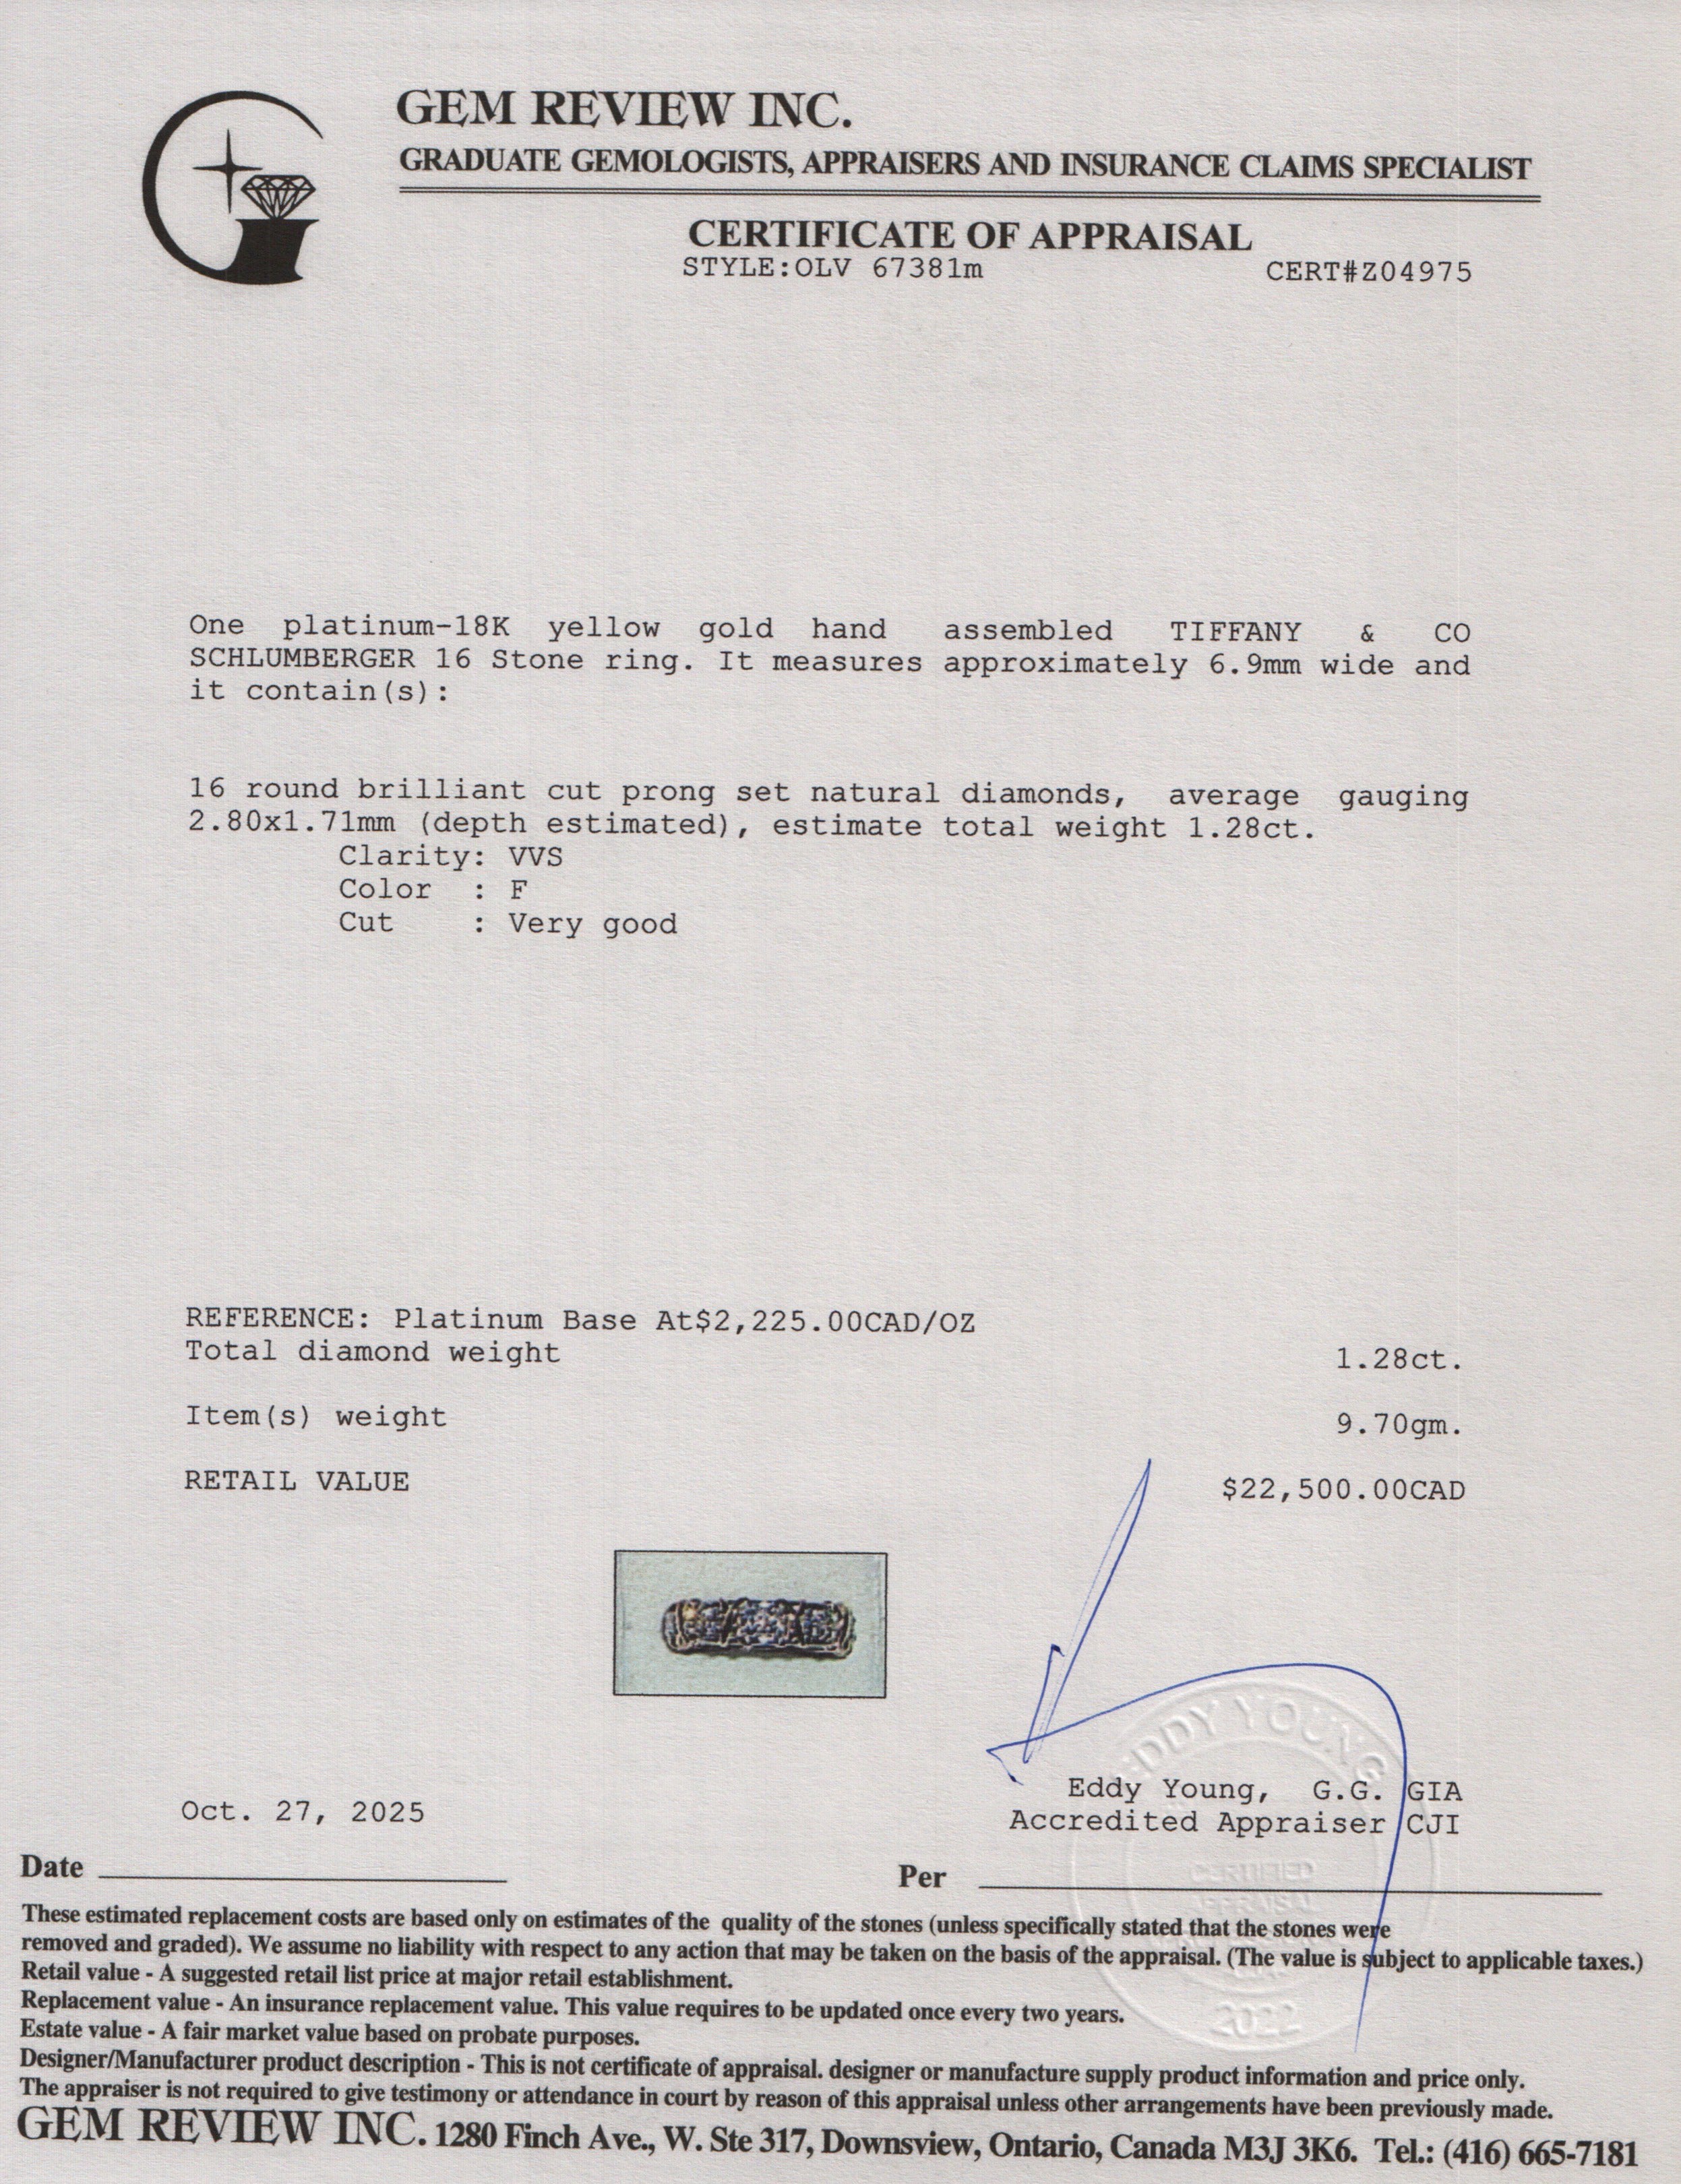 GEM REVIEW INC.
GRADUATE GEMOLOGISTS, APPRAISERS AND INSURANCE CLAIMS SPECIALIST
CERTIFICATE OF APPRAISAL
STYLE:OLV 67381m CERT#Z04975
One platinum-18K yellow gold hand assembled TIFFANY & CO
SCHLUMBERGER 16 Stone ring. It measures approximately 6.9mm wide and
it contain(s):
16 round brilliant cut prong set natural diamonds, average gauging
2.80x1.71mm (depth estimated), estimate total weight 1.28ct.
Clarity: VVS
Color : F
Cut : Very good
REFERENCE: Platinum Base At$2,225.00CAD/OZ
Total diamond weight 1.28ct.
Item(s) weight 9.70gm.
RETAIL VALUE $22,500.00CAD
EDDY YOUNG
Eddy Young, G.G. GIA
Oct. 27, 2025
Accredited Appraiser CJI
Date
Per
CERTIFIED
APPRAISAL
These estimated replacement costs are based only on estimates of the quality of the stones (unless specifically stated that the stones were
removed and graded). We assume no liability with respect to any action that may be taken on the basis of the appraisal. (The value is subject to applicable taxes.)
Retail value - A suggested retail list price at major retail establishment.
Replacement value - An insurance replacement value. This value requires to be updated once every two years.
2022
Estate value - A fair market value based on probate purposes.
Designer/Manufacturer product description - This is not certificate of appraisal. designer or manufacture supply product information and price only.
The appraiser is not required to give testimony or attendance in court by reason of this appraisal unless other arrangements have been previously made.
GEM REVIEW INC. 1280 Finch Ave., W. Ste 317, Downsview, Ontario, Canada M3J 3K6. Tel.: (416) 665-7181